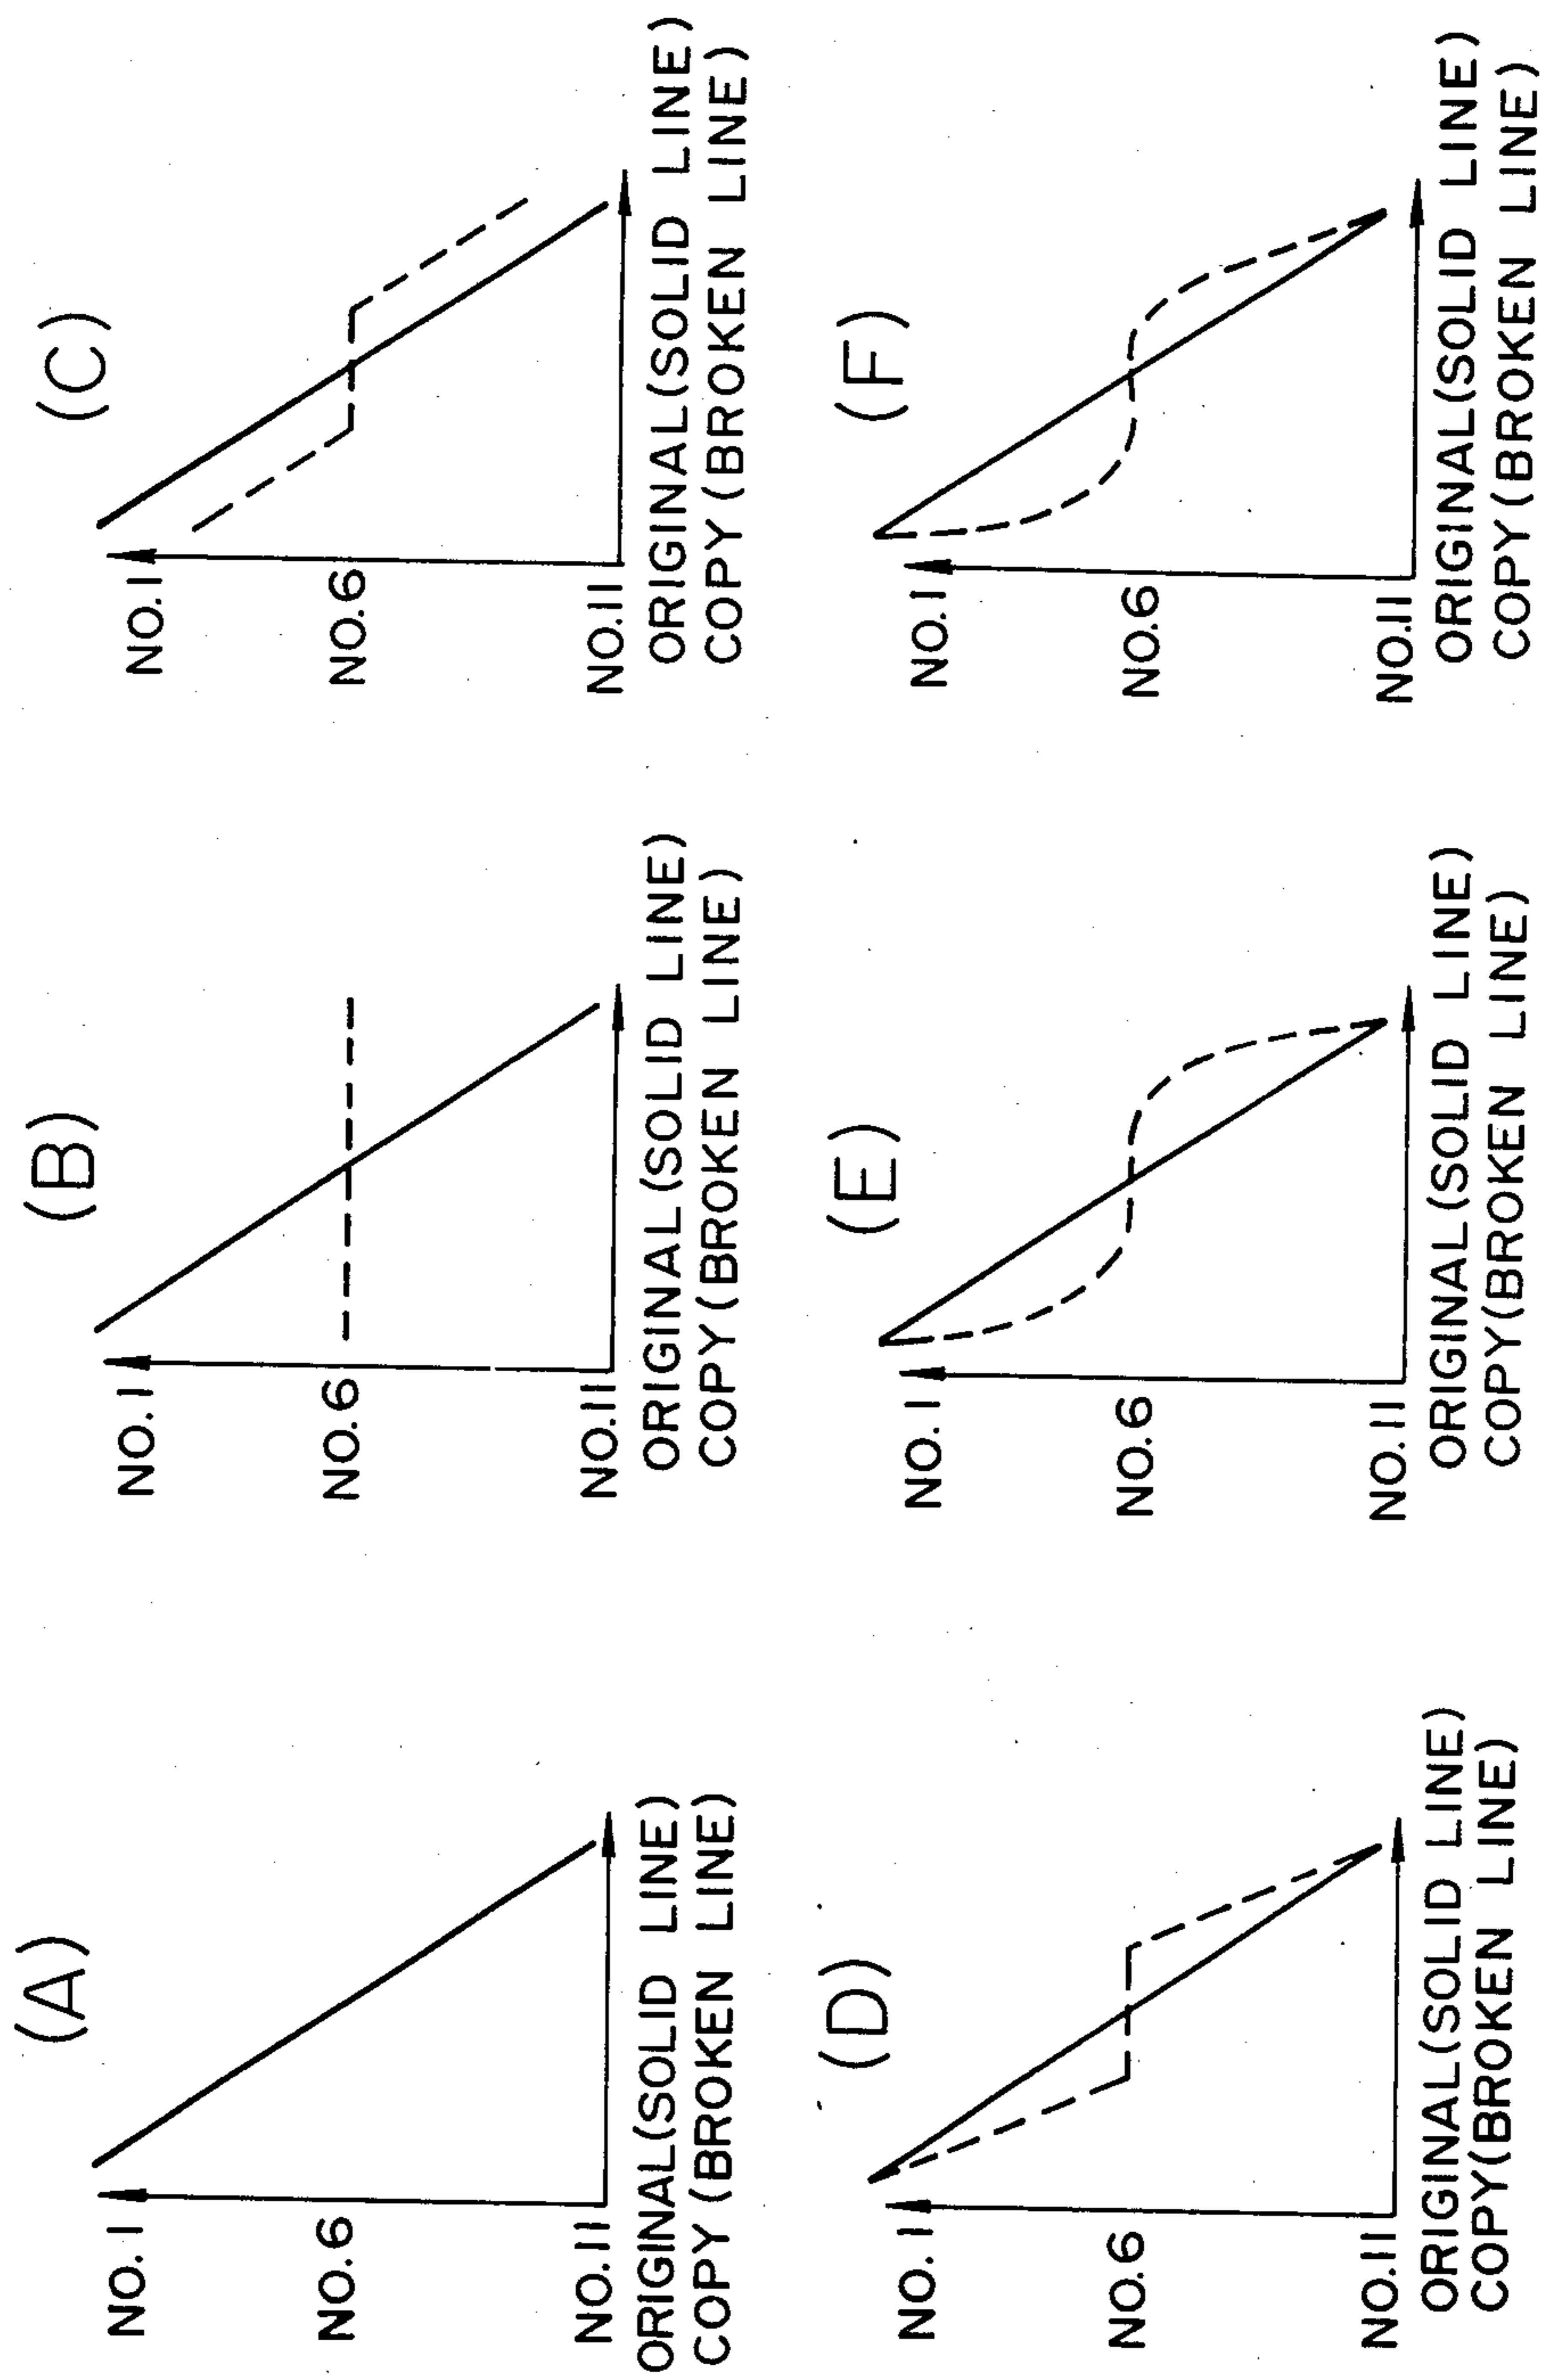 (A)
NO. 1
NO. 6
NO. 11
ORIGINAL(SOLID LINE)
COPY (BROKEN LINE)
(B)
NO. 1
NO. 6
NO. 11
ORIGINAL(SOLID LINE)
COPY(BROKEN LINE)
(C)
NO. 1
NO. 6
NO. 11
ORIGINAL(SOLID LINE)
COPY(BROKEN LINE)
(D)
NO. 1
NO. 6
NO. 11
ORIGINAL(SOLID LINE)
COPY(BROKEN LINE)
(E)
NO. 1
NO. 6
NO. 11
ORIGINAL(SOLID LINE)
COPY(BROKEN LINE)
(F)
NO. 1
NO. 6
NO. 11
ORIGINAL(SOLID LINE)
COPY(BROKEN LINE)